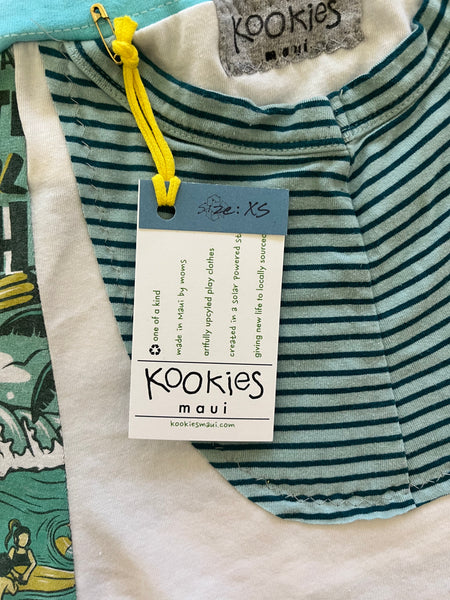 KOOKies
maui
size: XS
one of a kind
made in Maui by moms
artfully upcyled play clothes
created in a solar powered
giving new life to locally sourced
KOOKies
maui
kookiesmaui.com